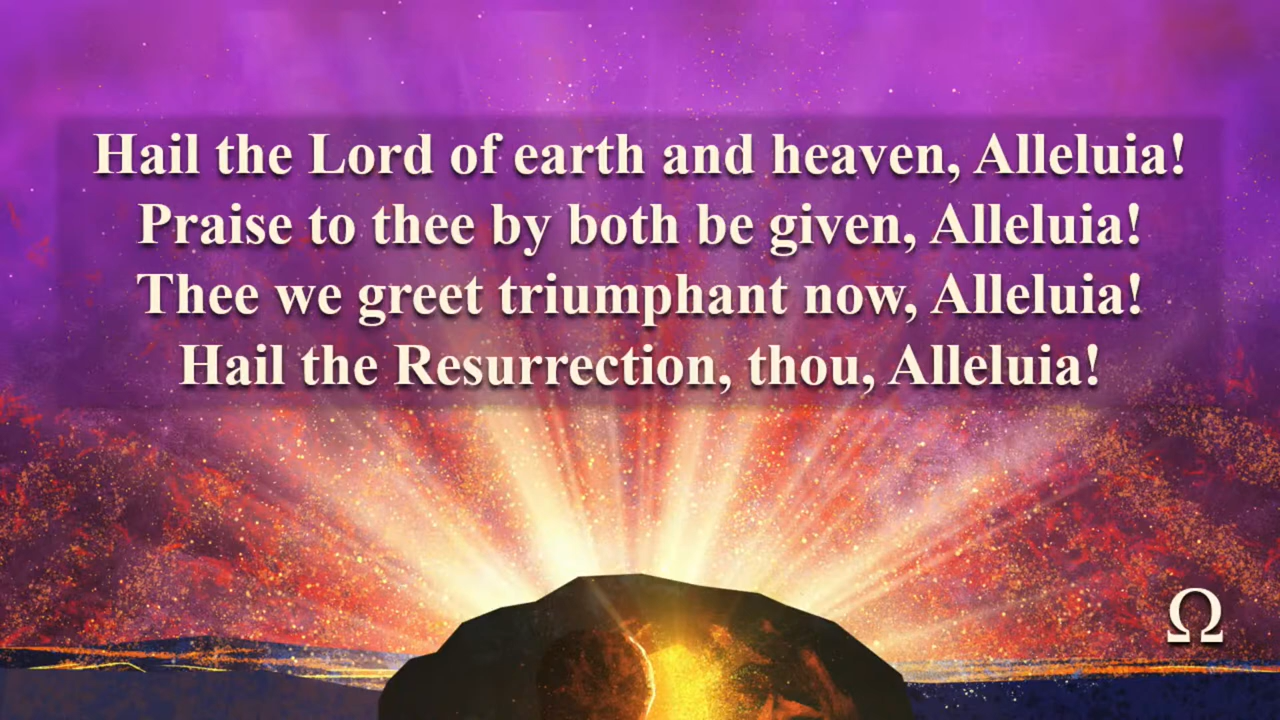 Hail the Lord of earth and heaven, Alleluia!
Praise to thee by both be given, Alleluia!
Thee we greet triumphant now, Alleluia!
Hail the Resurrection, thou, Alleluia!
Ω